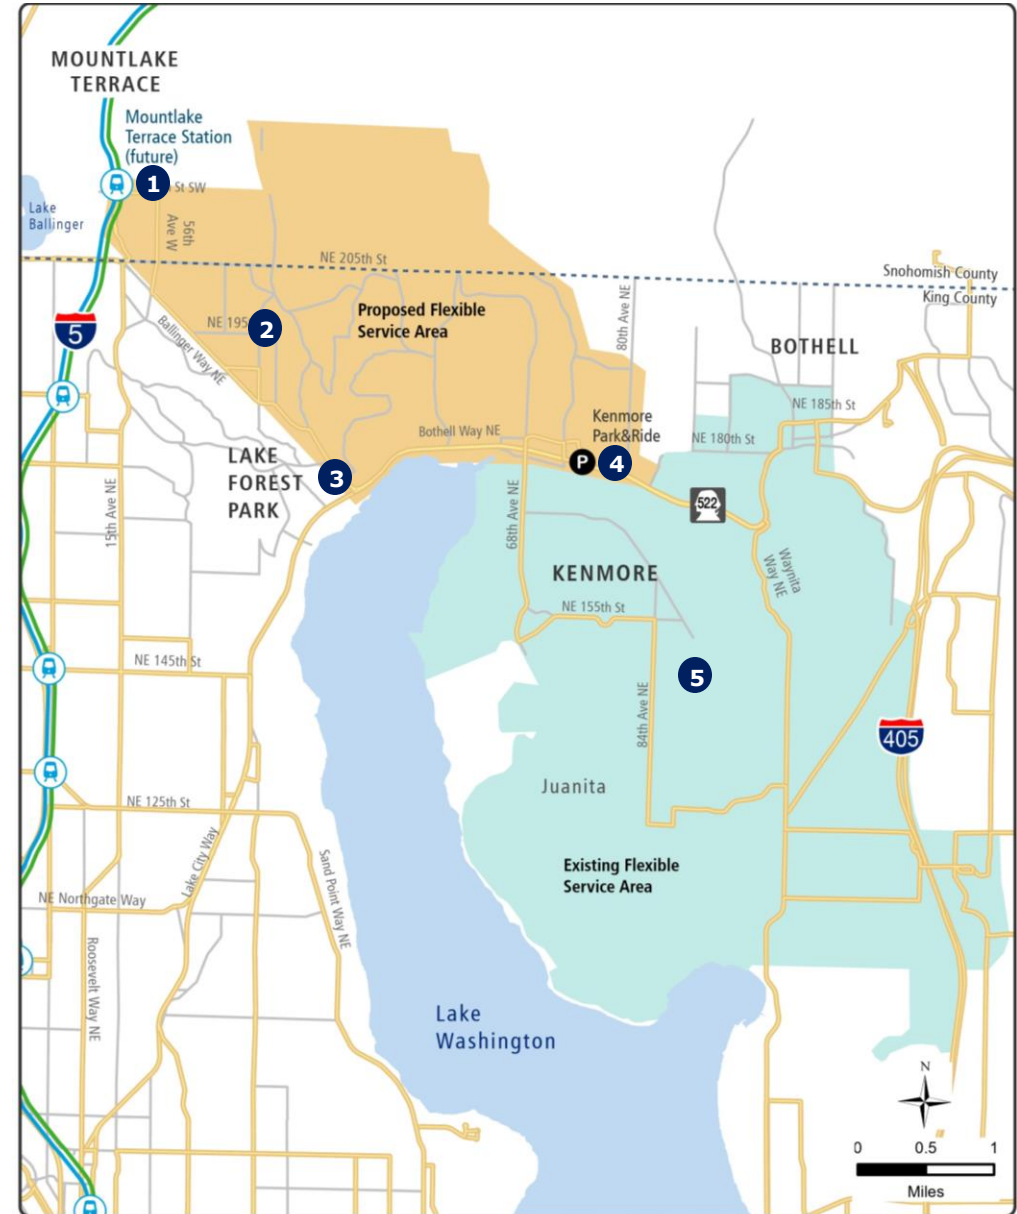 MOUNTLAKE
TERRACE
Mountlake
Terrace Station
(future)
1
St SW
Lake
Ballinger
56th
Ave W
NE 205th St
Snohomish County
King County
5
Ballinger Way NE
NE 195
2
Proposed Flexible
Service Area
80th Ave NE
BOTHELL
NE 185th St
Kenmore
Park&Ride
Bothell Way NE
NE 180th St
LAKE
FOREST
PARK
3
P
4
522
15th Ave NE
68th Ave NE
KENMORE
Waynita
Way NE
NE 155th St
NE 145th St
5
84th Ave NE
405
Juanita
NE 125th St
Lake City Way
Sand Point Way NE
Existing Flexible
Service Area
NE Northgate Way
Roosevelt Way NE
Lake
Washington
N
0 0.5 1
Miles